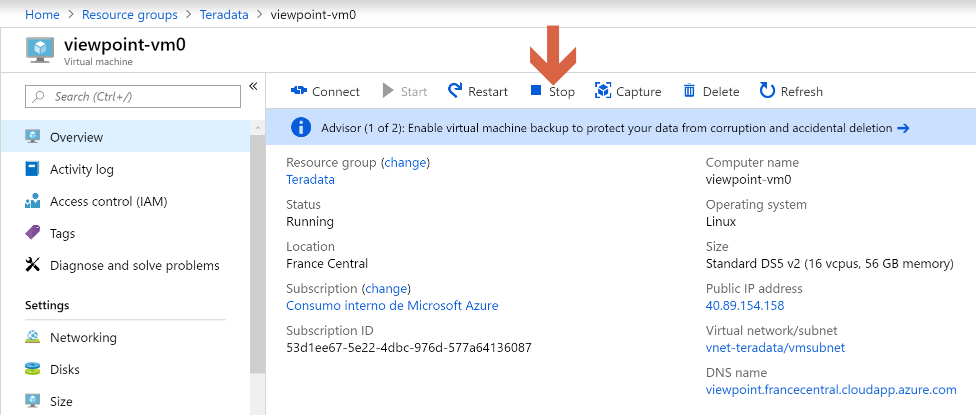 Home > Resource groups > Teradata > viewpoint-vm0
viewpoint-vm0
Virtual machine
Search (Ctrl+/)
Overview
Activity log
Access control (IAM)
Tags
Diagnose and solve problems
Settings
Networking
Disks
Size
Connect Start Restart Stop Capture Delete Refresh
Advisor (1 of 2): Enable virtual machine backup to protect your data from corruption and accidental deletion →
Resource group (change)
Teradata
Status
Running
Location
France Central
Subscription (change)
Consumo interno de Microsoft Azure
Subscription ID
53d1ee67-5e22-4dbc-976d-577a64136087
Computer name
viewpoint-vm0
Operating system
Linux
Size
Standard DS5 v2 (16 vcpus, 56 GB memory)
Public IP address
40.89.154.158
Virtual network/subnet
vnet-teradata/vmsubnet
DNS name
viewpoint.francecentral.cloudapp.azure.com